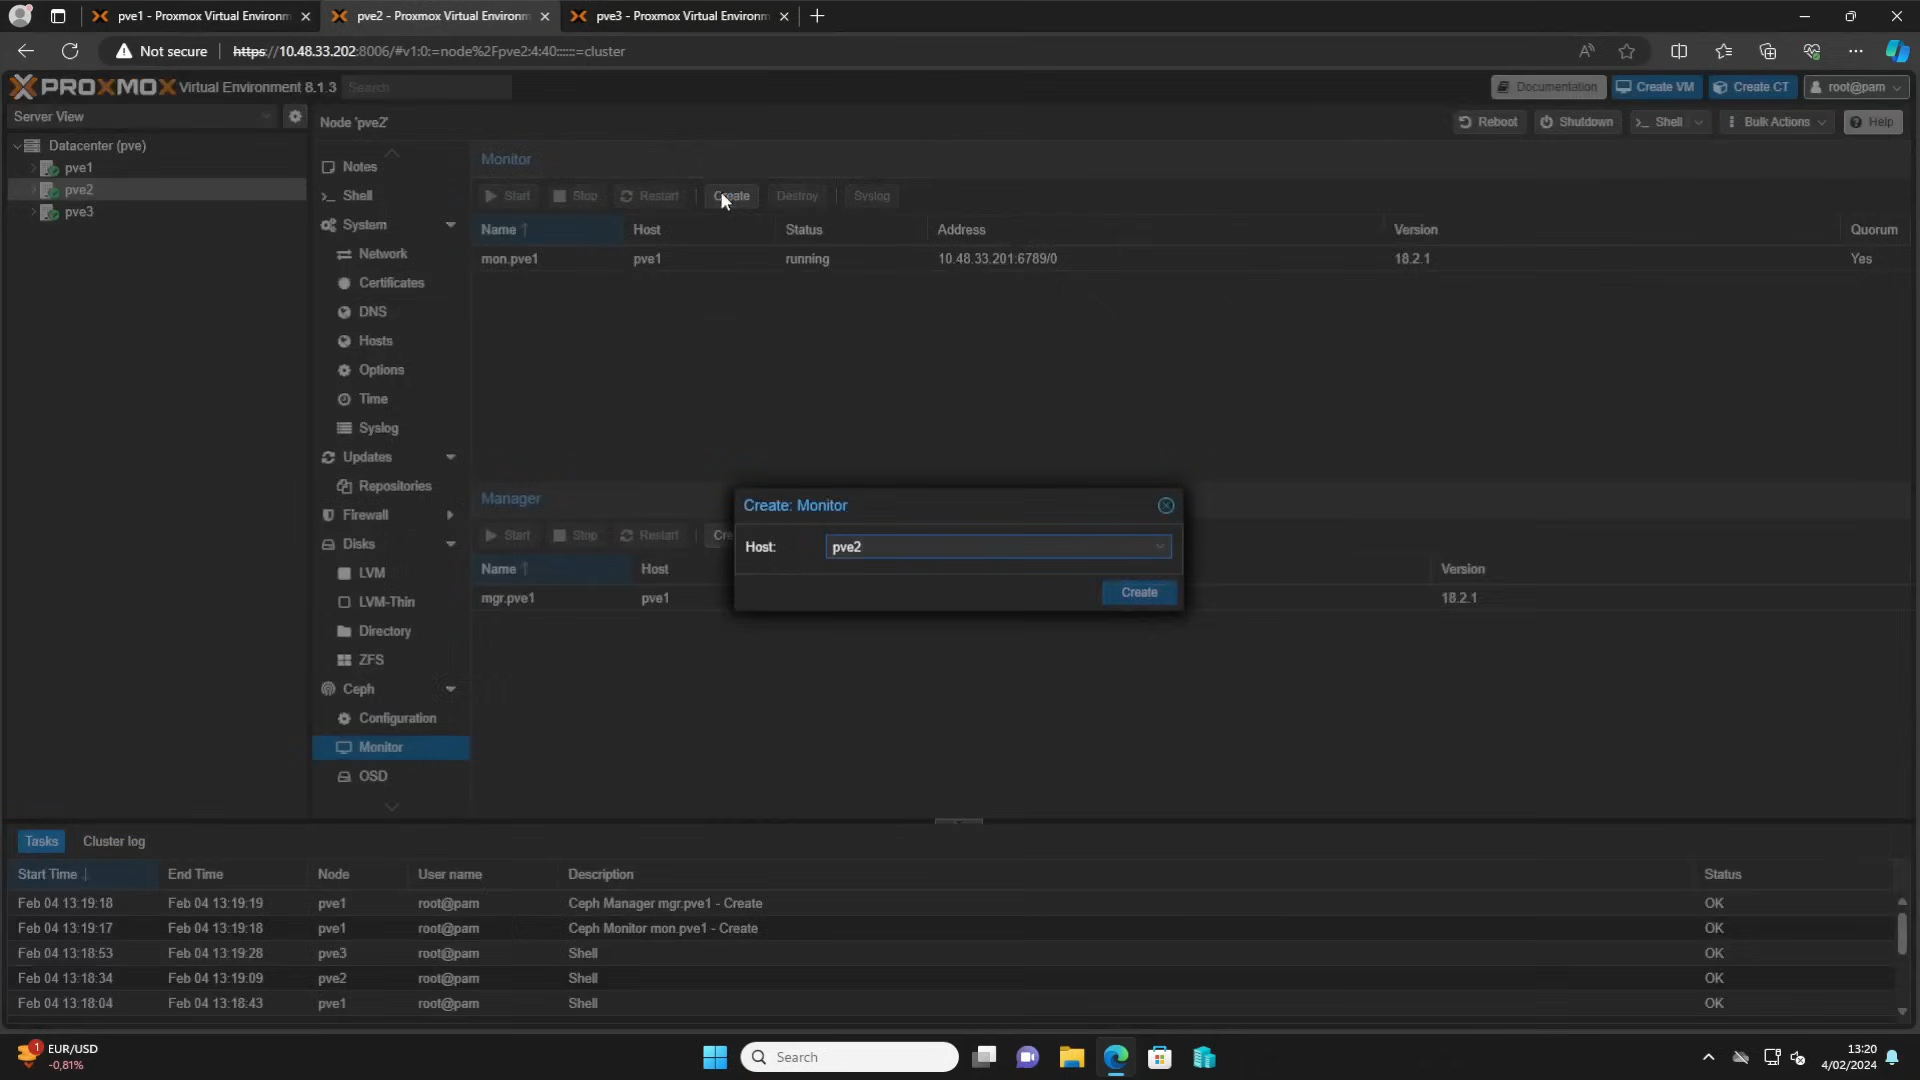 pve1 - Proxmox Virtual Environm
pve2 - Proxmox Virtual Environm
pve3 - Proxmox Virtual Environm
Not secure
https://10.48.33.202:8006/#v1:0:=node%2Fpve2:4:40::::::=cluster
PROXMOX Virtual Environment 8.1.3
Search
Documentation
Create VM
Create CT
root@pam
Server View
Node 'pve2'
Reboot
Shutdown
Shell
Bulk Actions
Help
Datacenter (pve)
pve1
pve2
pve3
Notes
Shell
System
Network
Certificates
DNS
Hosts
Options
Time
Syslog
Updates
Repositories
Firewall
Disks
LVM
LVM-Thin
Directory
ZFS
Ceph
Configuration
Monitor
OSD
Monitor
Start Stop Restart Create Destroy Syslog
Name Host Status Address Version Quorum
mon.pve1 pve1 running 10.48.33.201:6789/0 18.2.1 Yes
Manager
Start Stop Restart Cre
Name Host Version
mgr.pve1 pve1 18.2.1
Create: Monitor
Host: pve2
Create
Tasks Cluster log
Start Time End Time Node User name Description Status
Feb 04 13:19:18 Feb 04 13:19:19 pve1 root@pam Ceph Manager mgr.pve1 - Create OK
Feb 04 13:19:17 Feb 04 13:19:18 pve1 root@pam Ceph Monitor mon.pve1 - Create OK
Feb 04 13:18:53 Feb 04 13:19:28 pve3 root@pam Shell OK
Feb 04 13:18:34 Feb 04 13:19:09 pve2 root@pam Shell OK
Feb 04 13:18:04 Feb 04 13:18:43 pve1 root@pam Shell OK
1
EUR/USD
-0,81%
Search
13:20
4/02/2024